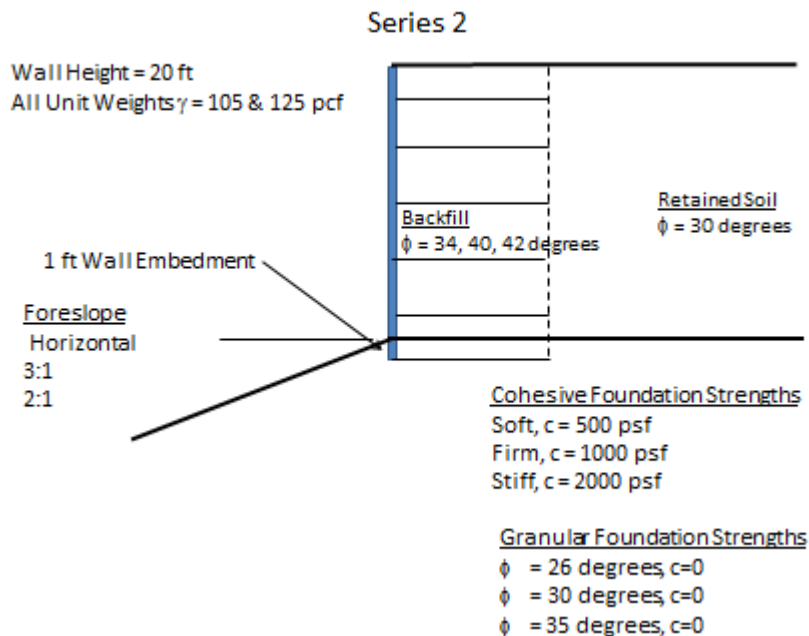 Series 2
Wall Height = 20 ft
All Unit Weights γ = 105 & 125 pcf
Backfill
ϕ = 34, 40, 42 degrees
Retained Soil
ϕ = 30 degrees
1 ft Wall Embedment
Foreslope
Horizontal
3:1
2:1
Cohesive Foundation Strengths
Soft, c = 500 psf
Firm, c = 1000 psf
Stiff, c = 2000 psf
Granular Foundation Strengths
ϕ = 26 degrees, c=0
ϕ = 30 degrees, c=0
ϕ = 35 degrees, c=0